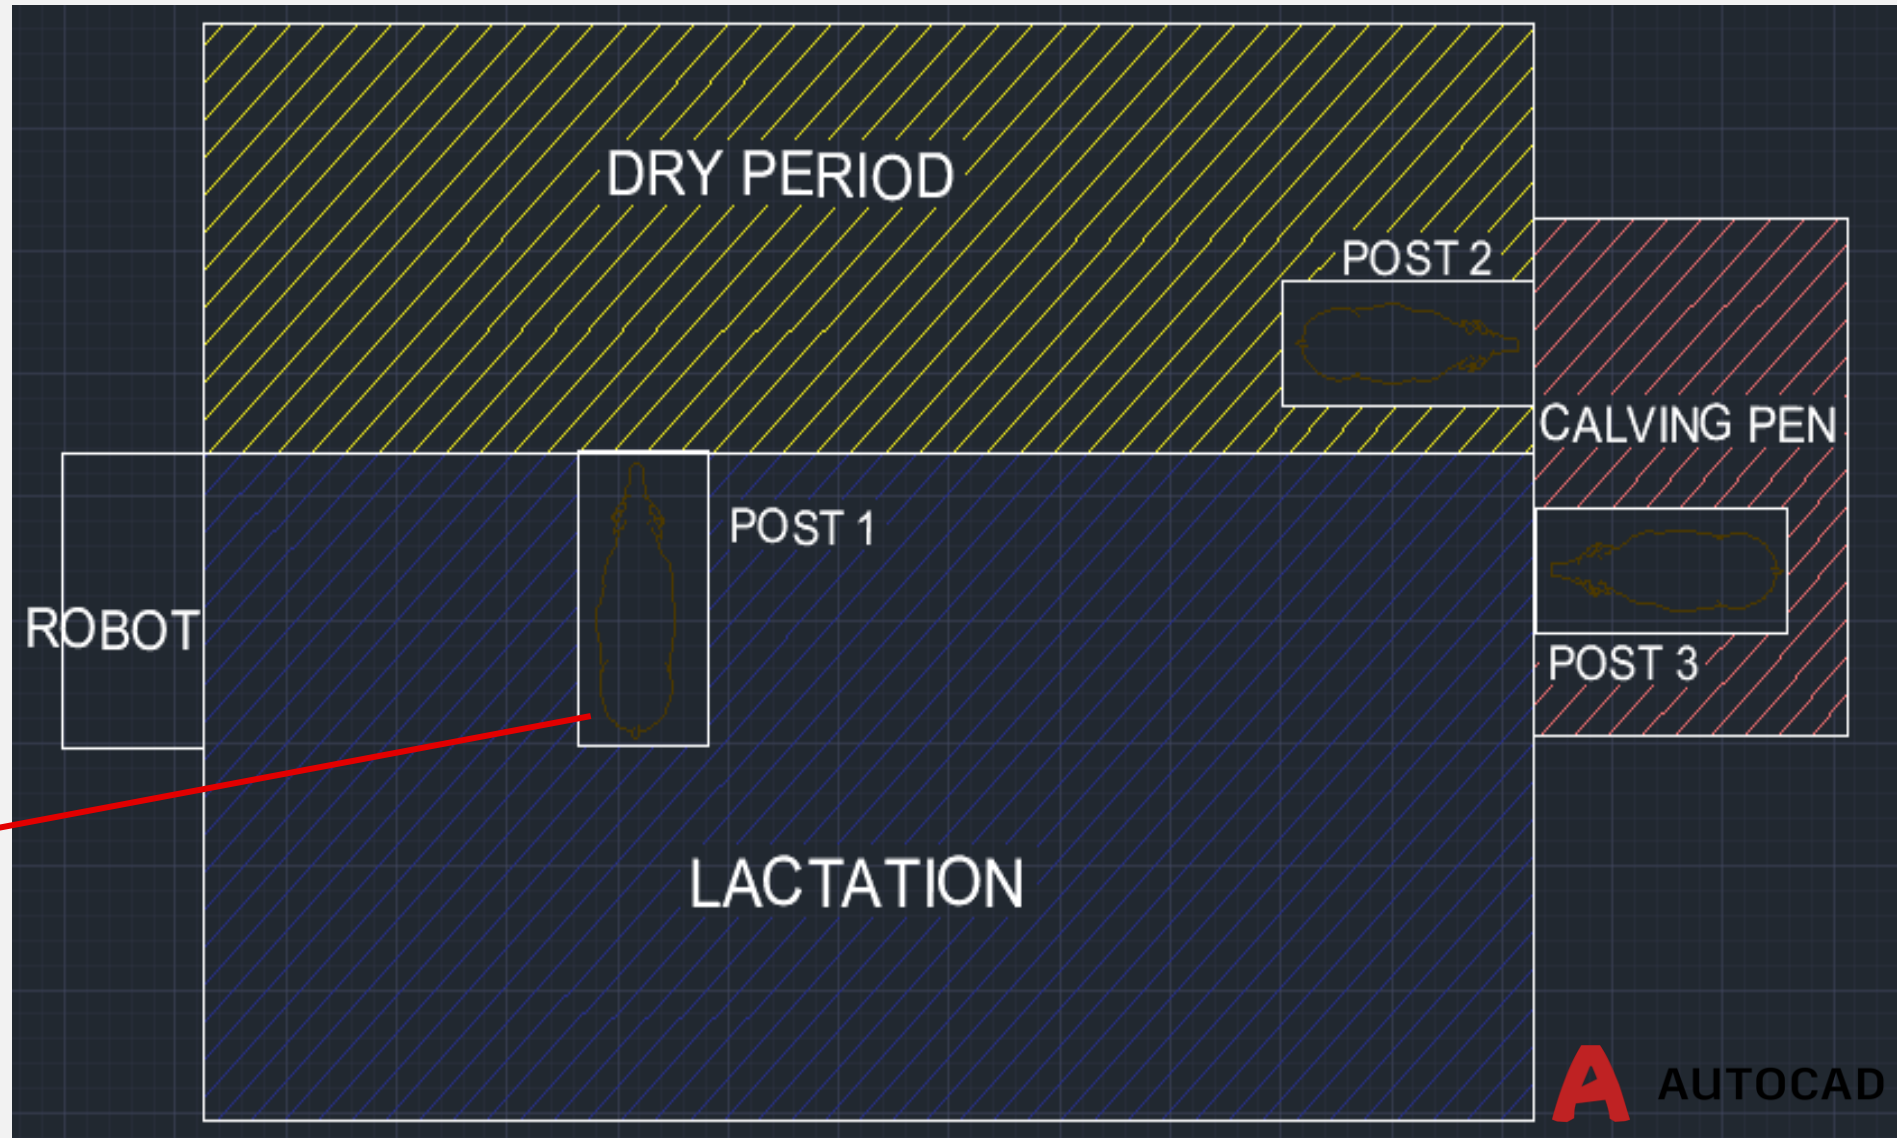 DRY PERIOD
POST 2
CALVING PEN
POST 1
ROBOT
POST 3
LACTATION
AUTOCAD